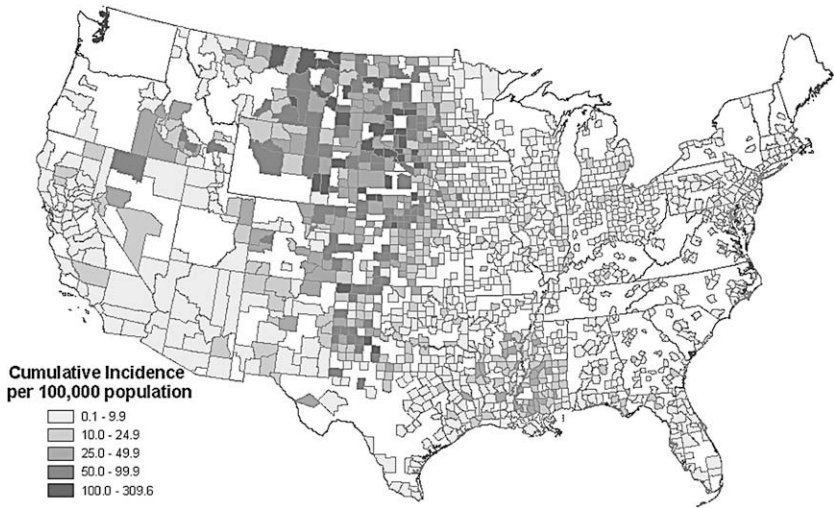 Cumulative Incidence
per 100,000 population
0.1 - 9.9
10.0 - 24.9
25.0 - 49.9
50.0 - 99.9
100.0 - 309.6